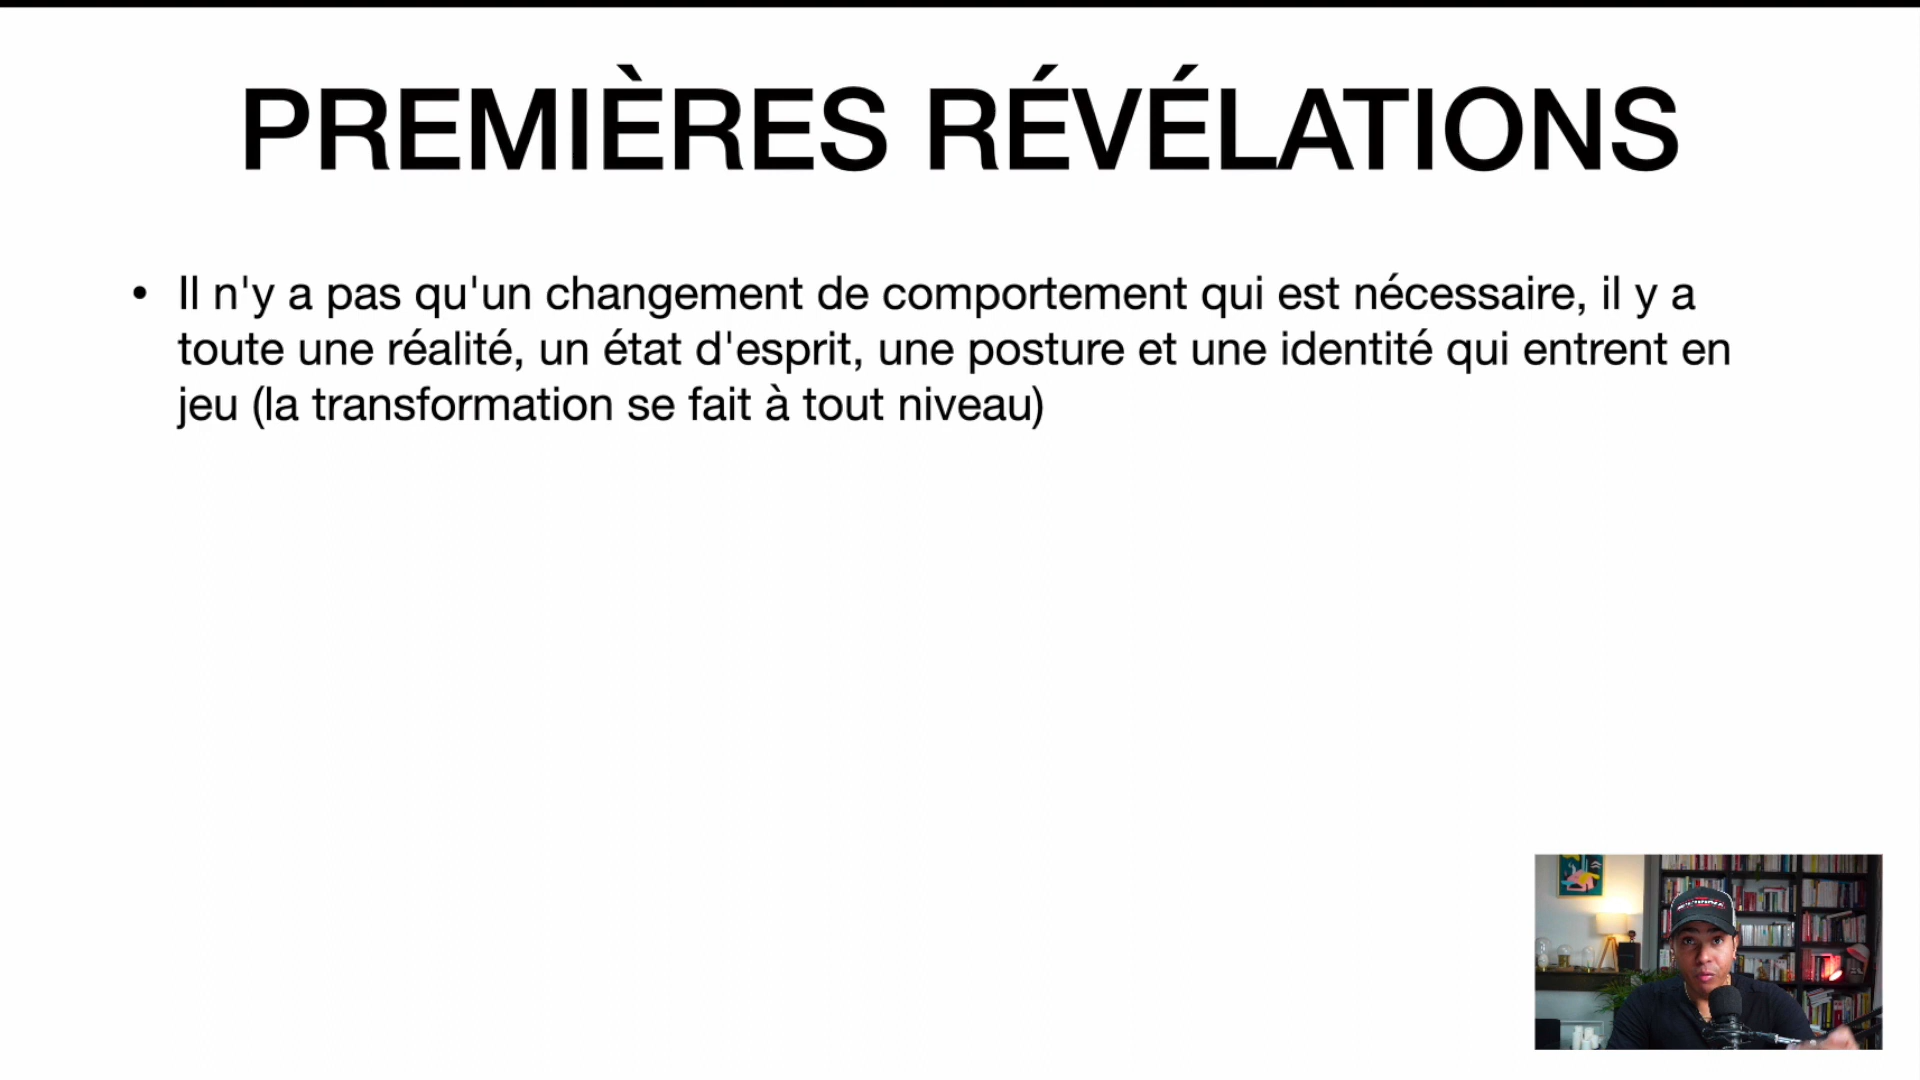 PREMIÈRES RÉVÉLATIONS
• Il n'y a pas qu'un changement de comportement qui est nécessaire, il y a
toute une réalité, un état d'esprit, une posture et une identité qui entrent en
jeu (la transformation se fait à tout niveau)